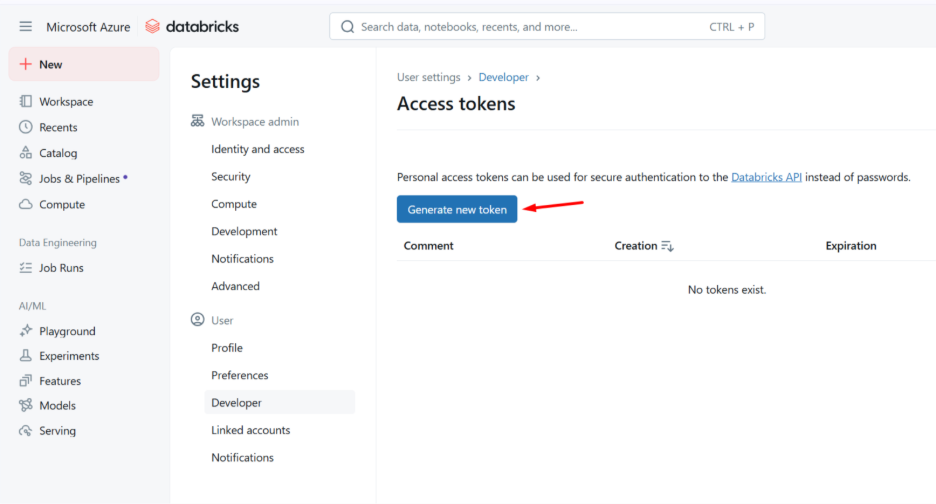 Microsoft Azure databricks
Search data, notebooks, recents, and more... CTRL + P
New
Workspace
Recents
Catalog
Jobs & Pipelines
Compute
Data Engineering
Job Runs
AI/ML
Playground
Experiments
Features
Models
Serving
Settings
Workspace admin
Identity and access
Security
Compute
Development
Notifications
Advanced
User
Profile
Preferences
Developer
Linked accounts
Notifications
User settings > Developer >
Access tokens
Personal access tokens can be used for secure authentication to the Databricks API instead of passwords.
Generate new token
Comment Creation Expiration
No tokens exist.